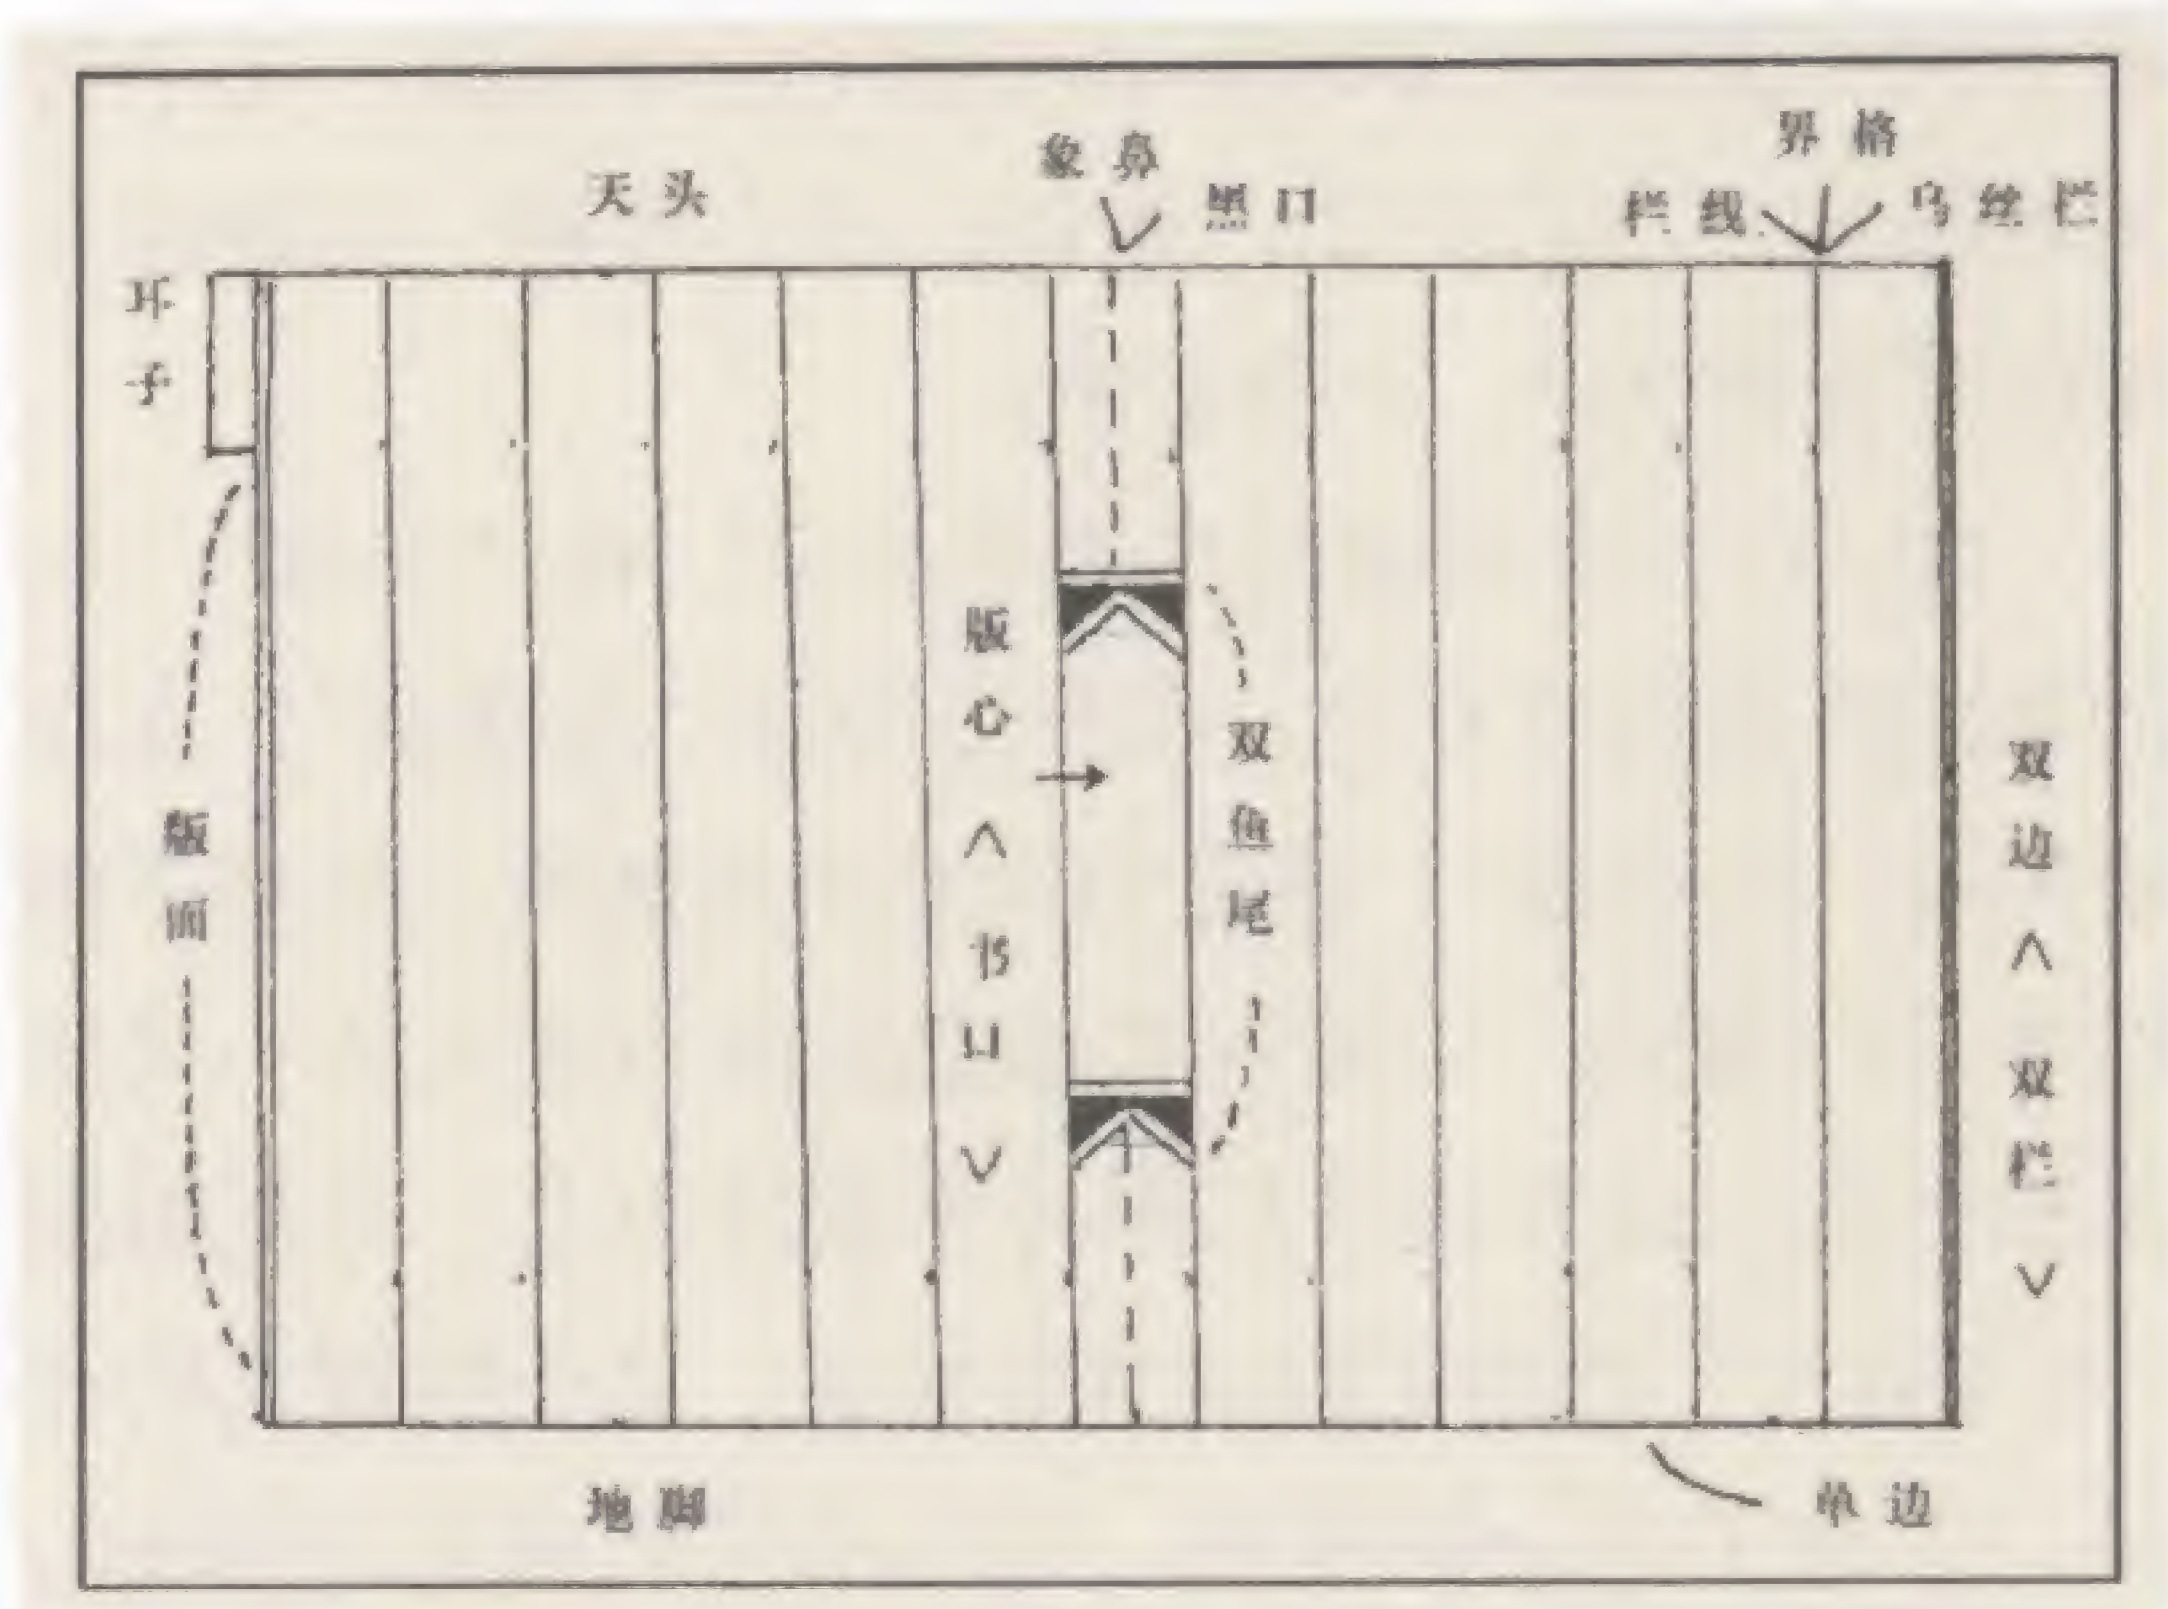 界格
象鼻
天头
黑口
栏线
乌丝栏
耳子
版心︿书口﹀
双鱼尾
版面
双边︿双栏﹀
地脚
单边